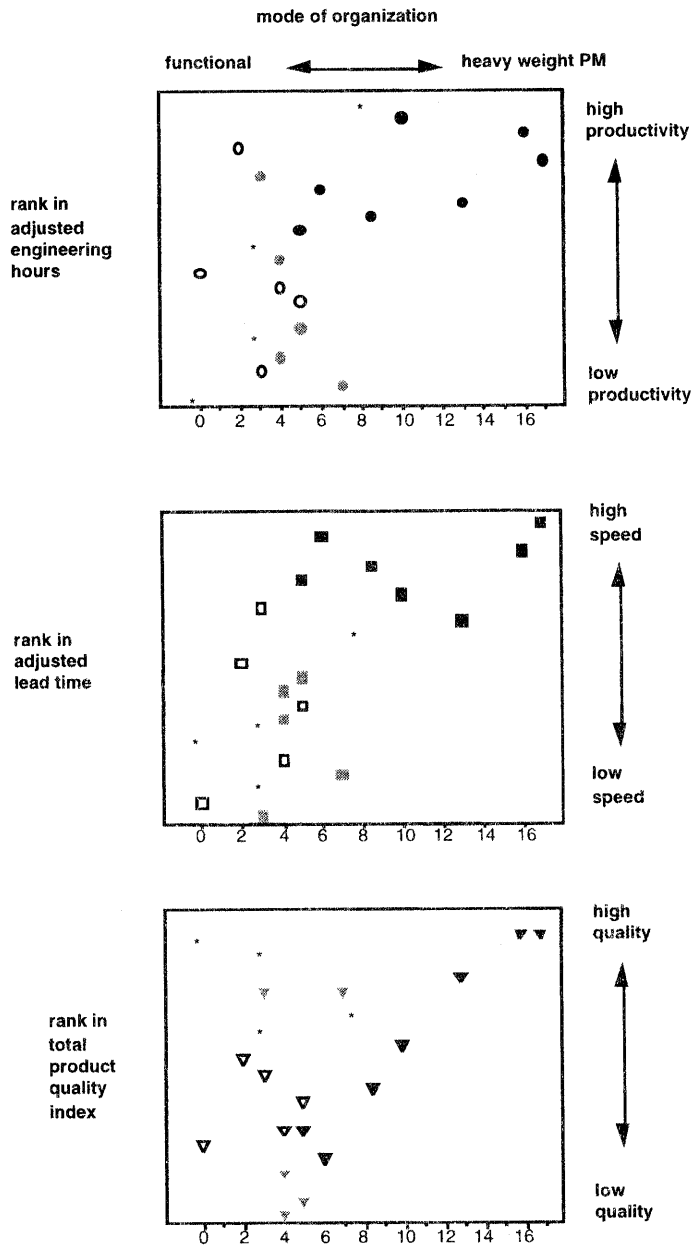 mode of organization
functional
heavy weight PM
high
productivity
rank in
adjusted
engineering
hours
low
productivity
0 2 4 6 8 10 12 14 16
high
speed
rank in
adjusted
lead time
low
speed
0 2 4 6 8 10 12 14 16
high
quality
rank in
total
product
quality
index
low
quality
0 2 4 6 8 10 12 14 16